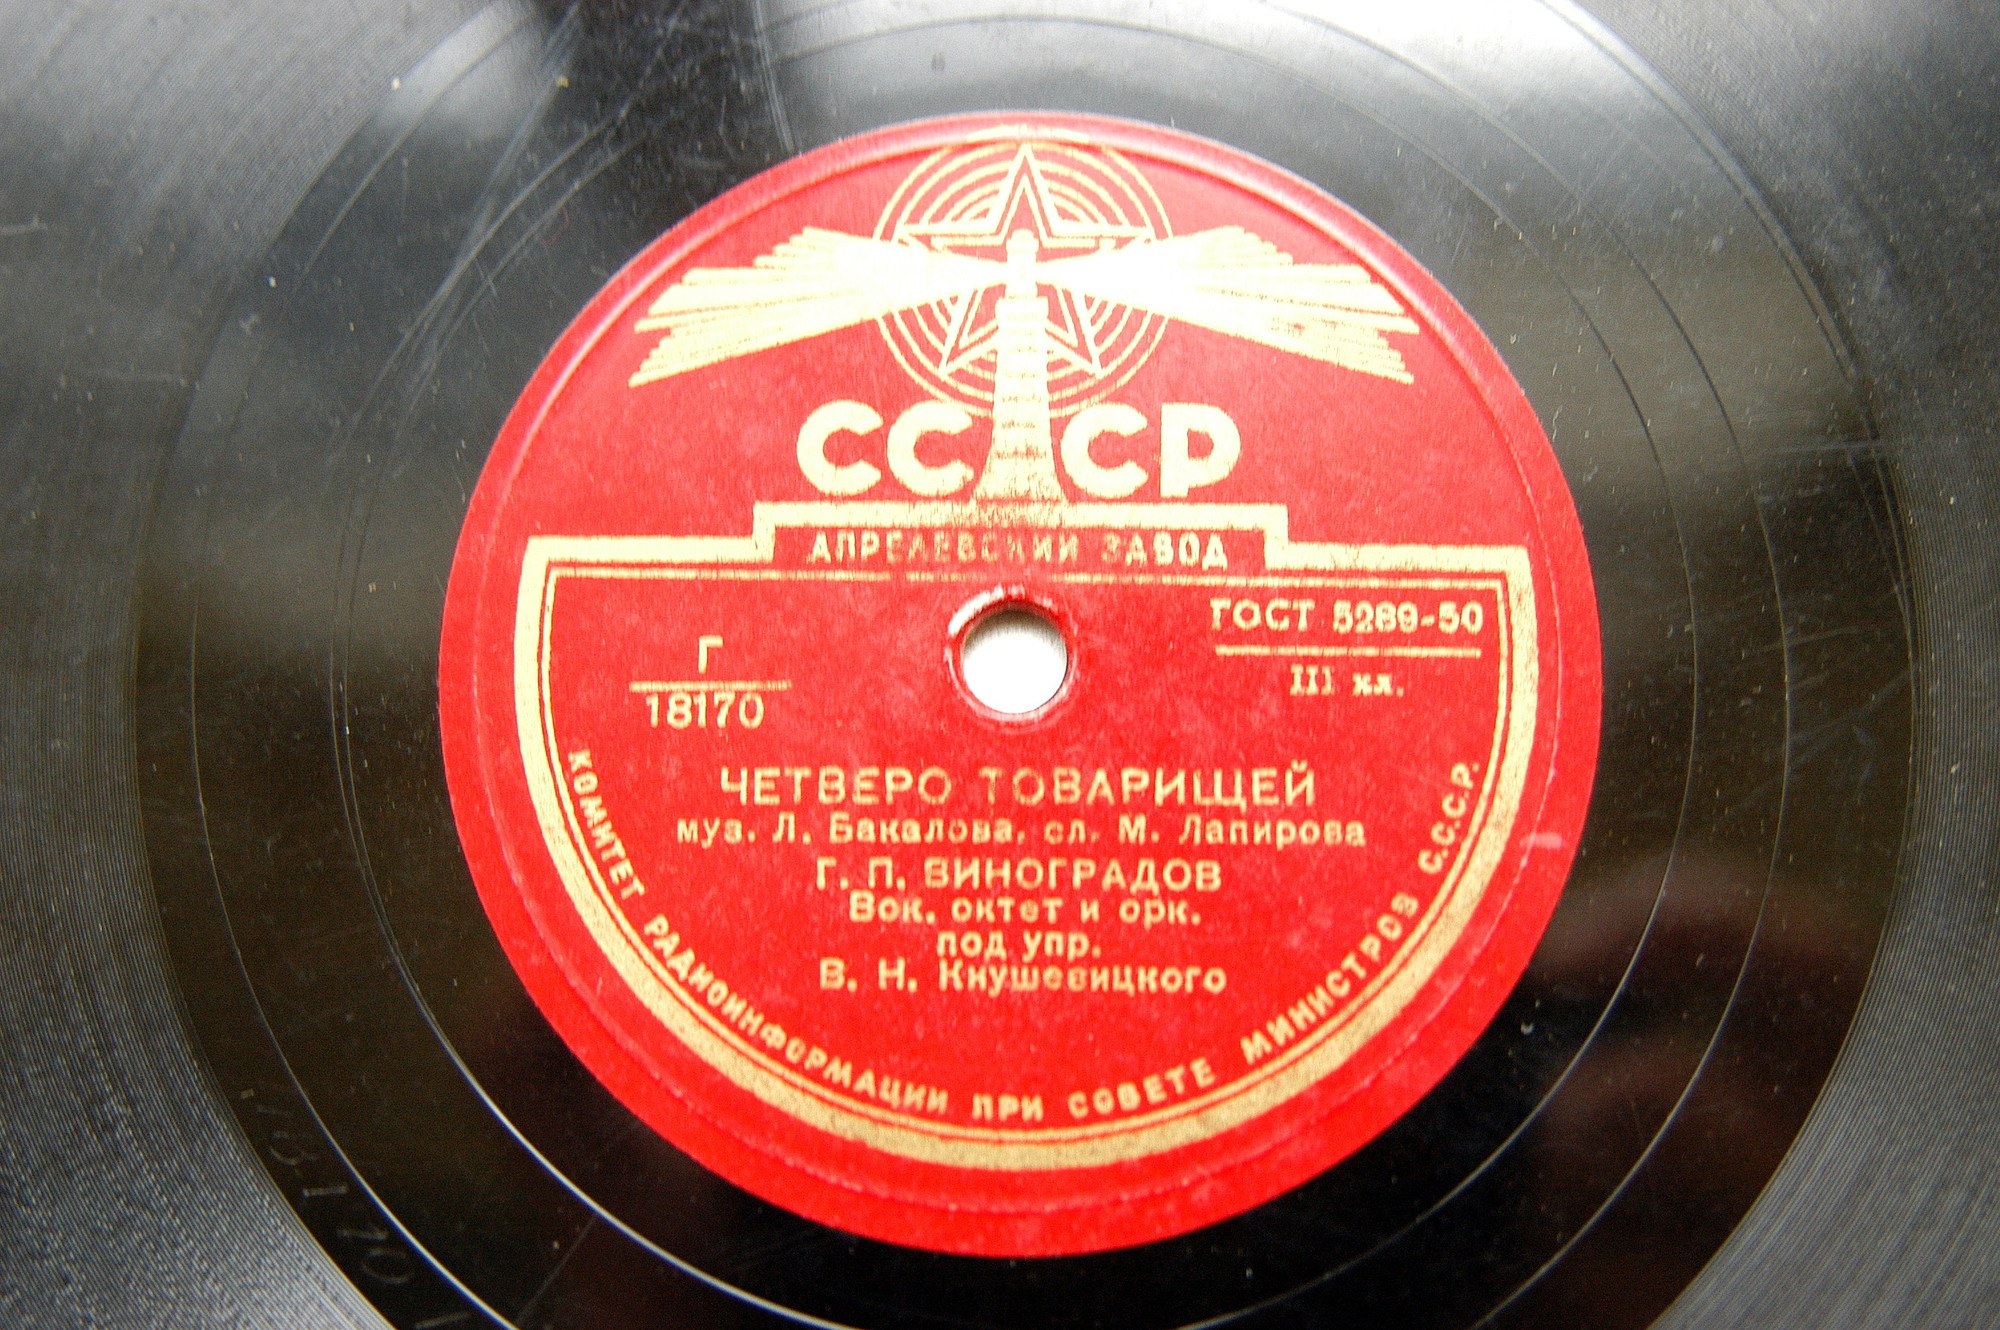 СССР
АПРЕЛЕВСКИЙ ЗАВОД
ГОСТ 5289-50
III кл.
Г
18170
ЧЕТВЕРО ТОВАРИЩЕЙ
муз. Л. Бакалова, сл. М. Лапирова
Г. П. ВИНОГРАДОВ
Вок. октет и орк.
под упр.
В. Н. Кнушевицкого
КОМИТЕТ РАДИОИНФОРМАЦИИ ПРИ СОВЕТЕ МИНИСТРОВ С.С.С.Р.